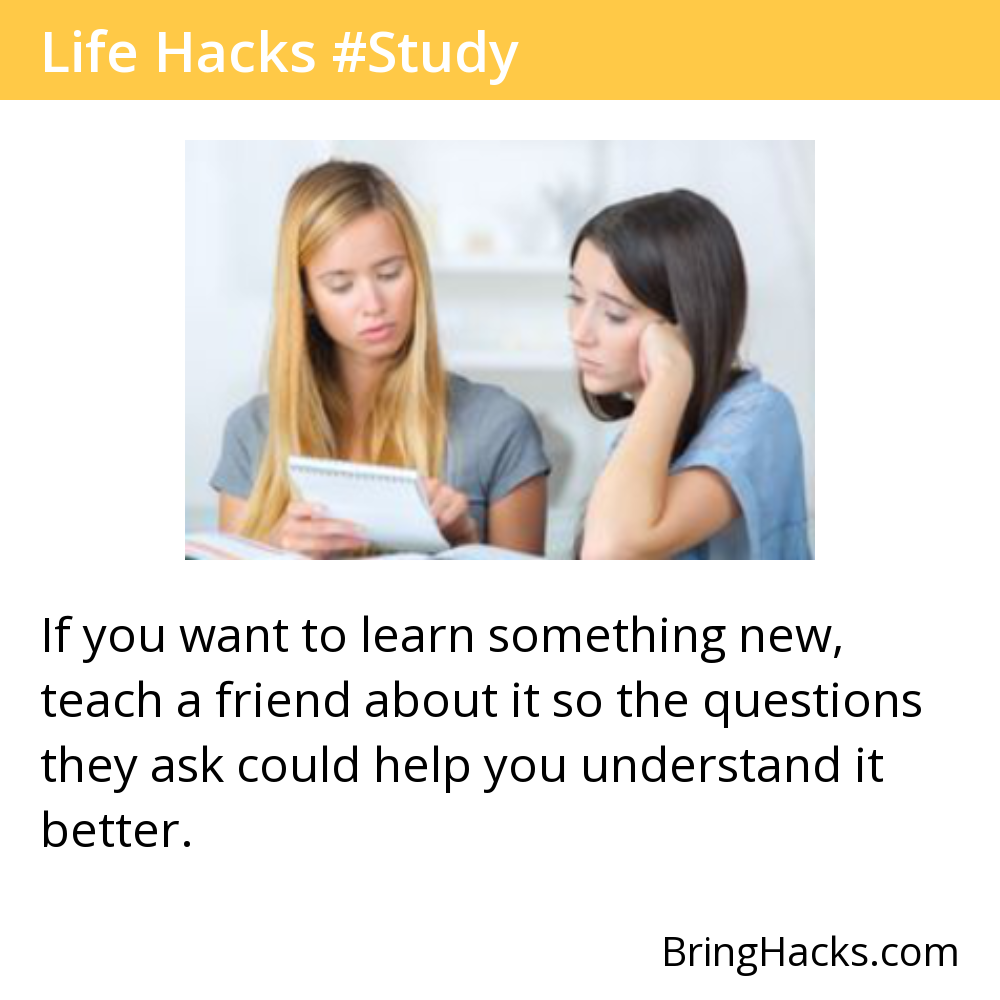 Life Hacks #Study
If you want to learn something new,
teach a friend about it so the questions
they ask could help you understand it
better.
BringHacks.com